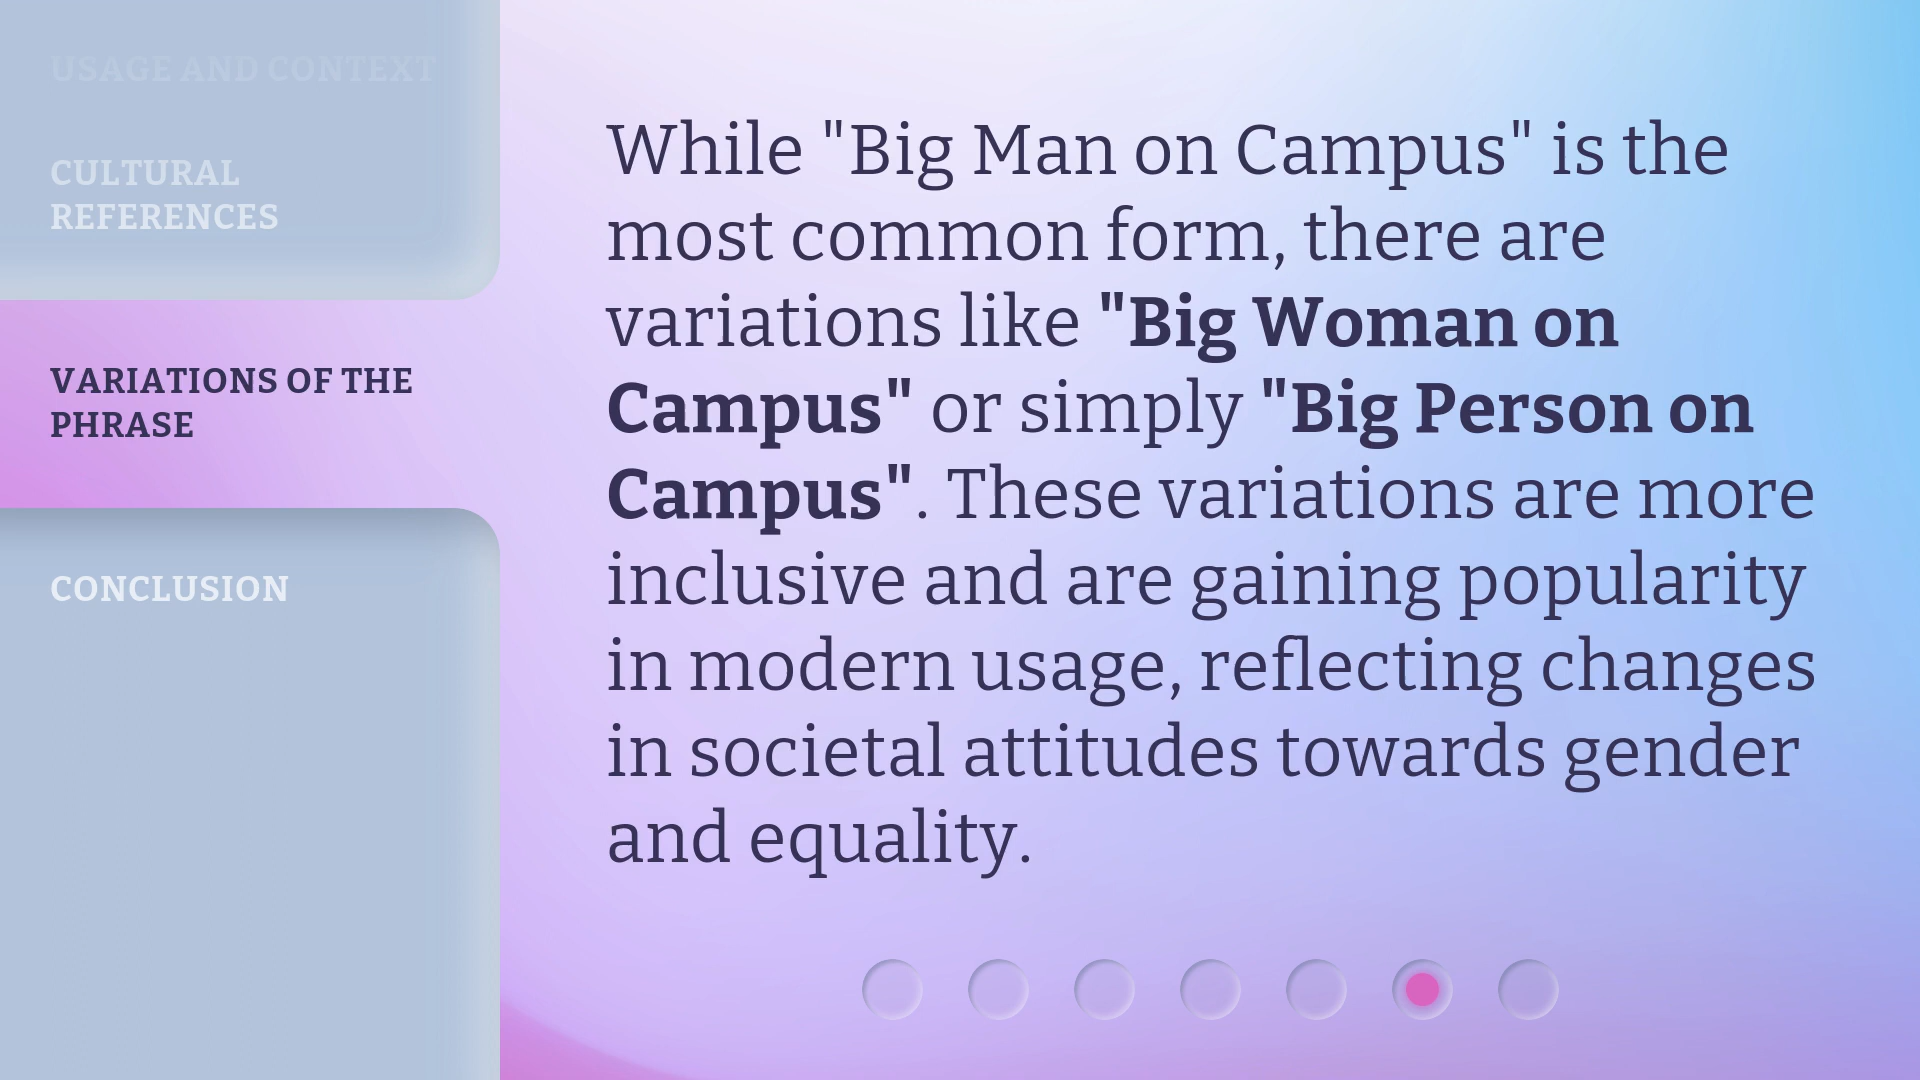 USAGE AND CONTEXT
CULTURAL
REFERENCES
VARIATIONS OF THE
PHRASE
CONCLUSION
While "Big Man on Campus" is the
most common form, there are
variations like "Big Woman on
Campus" or simply "Big Person on
Campus". These variations are more
inclusive and are gaining popularity
in modern usage, reflecting changes
in societal attitudes towards gender
and equality.